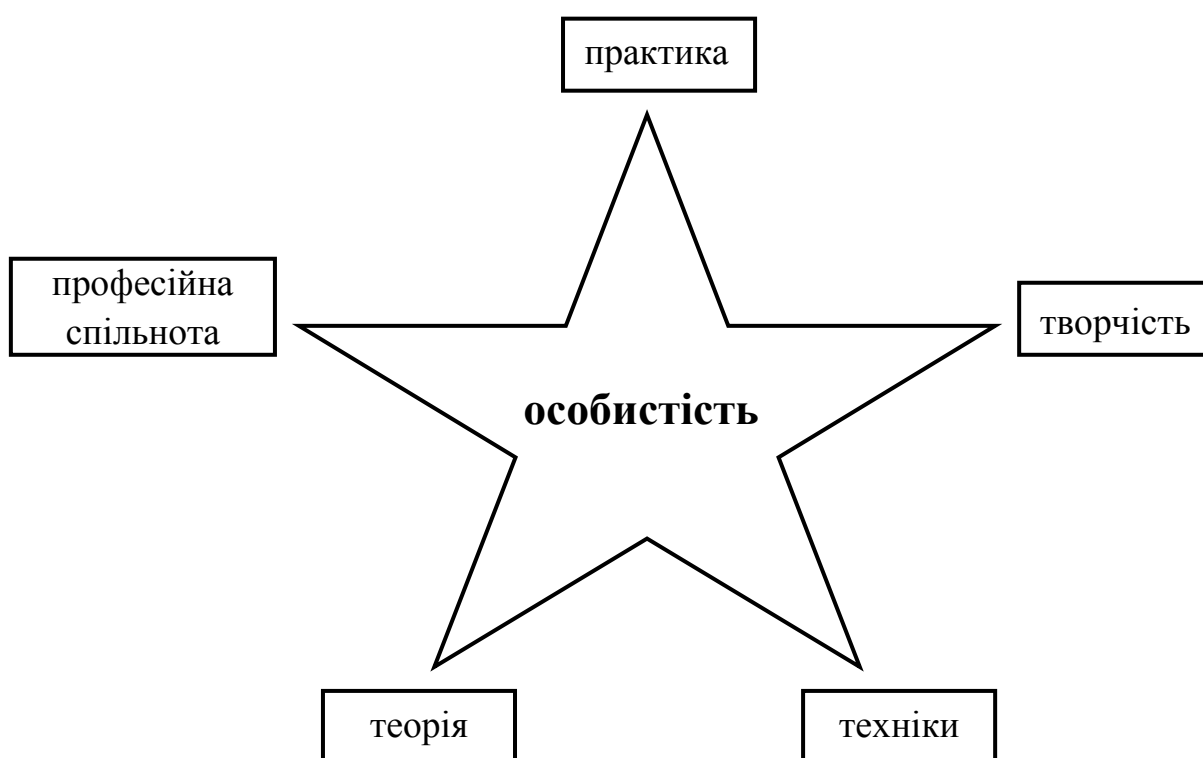 практика
професійна
спільнота
творчість
особистість
теорія
техніки